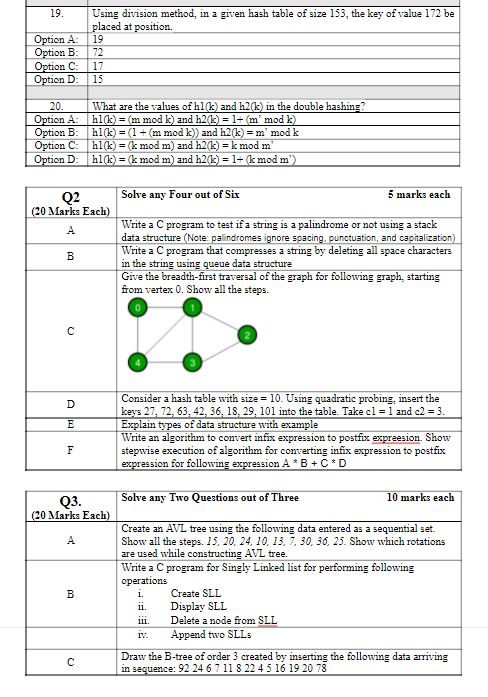 19. Using division method, in a given hash table of size 153, the key of value 172 be
placed at position.
Option A: 19
Option B: 72
Option C: 17
Option D: 15
20. What are the values of h1(k) and h2(k) in the double hashing?
Option A: h1(k) = (m mod k) and h2(k) = 1+ (m' mod k)
Option B: h1(k) = (1 + (m mod k)) and h2(k) = m' mod k
Option C: h1(k) = (k mod m) and h2(k) = k mod m'
Option D: h1(k) = (k mod m) and h2(k) = 1+ (k mod m')
Q2 Solve any Four out of Six 5 marks each
(20 Marks Each)
A Write a C program to test if a string is a palindrome or not using a stack
data structure (Note: palindromes ignore spacing, punctuation, and capitalization)
B Write a C program that compresses a string by deleting all space characters
in the string using queue data structure
C Give the breadth-first traversal of the graph for following graph, starting
from vertex 0. Show all the steps.
0 1
2
4 3
D Consider a hash table with size = 10. Using quadratic probing, insert the
keys 27, 72, 63, 42, 36, 18, 29, 101 into the table. Take c1 = 1 and c2 = 3.
E Explain types of data structure with example
F Write an algorithm to convert infix expression to postfix expreesion. Show
stepwise execution of algorithm for converting infix expression to postfix
expression for following expression A * B + C * D
Q3. Solve any Two Questions out of Three 10 marks each
(20 Marks Each)
A Create an AVL tree using the following data entered as a sequential set.
Show all the steps. 15, 20, 24, 10, 13, 7, 30, 36, 25. Show which rotations
are used while constructing AVL tree.
B Write a C program for Singly Linked list for performing following
operations
i. Create SLL
ii. Display SLL
iii. Delete a node from SLL
iv. Append two SLLs
C Draw the B-tree of order 3 created by inserting the following data arriving
in sequence: 92 24 6 7 11 8 22 4 5 16 19 20 78